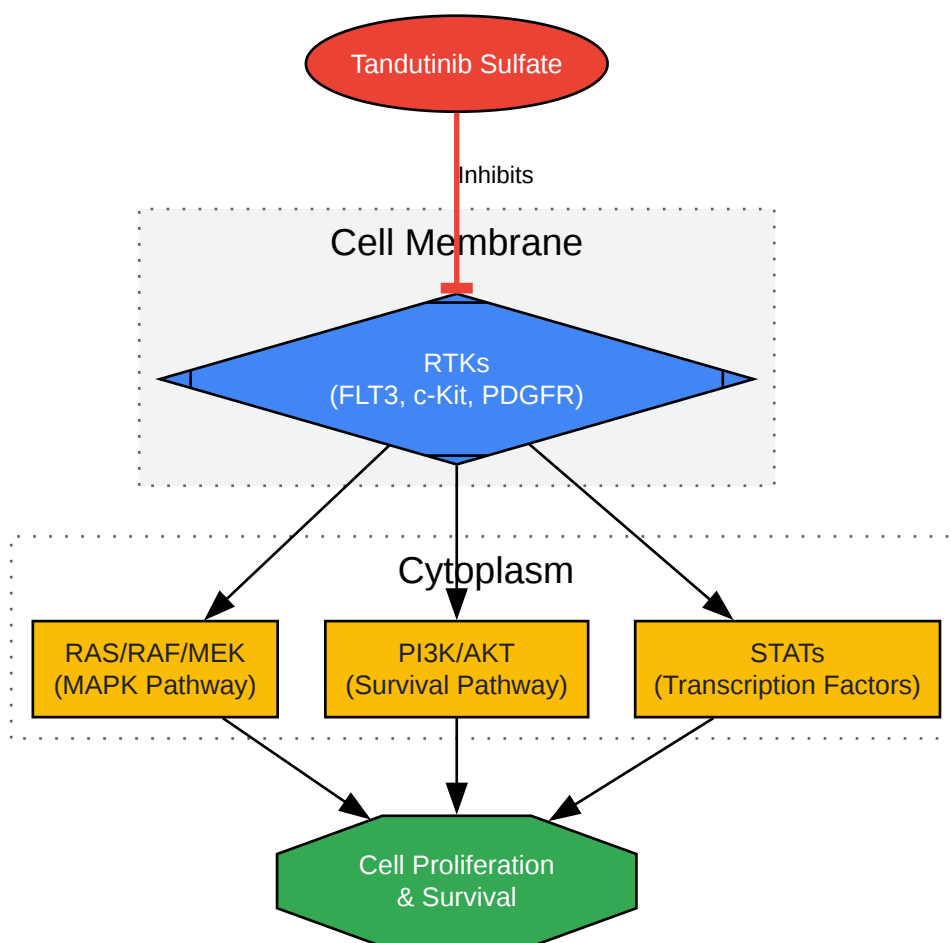 Tandutinib Sulfate
Inhibits
Cell Membrane
RTKs
(FLT3, c-Kit, PDGFR)
Cytoplasm
RAS/RAF/MEK
(MAPK Pathway)
PI3K/AKT
(Survival Pathway)
STATs
(Transcription Factors)
Cell Proliferation
& Survival